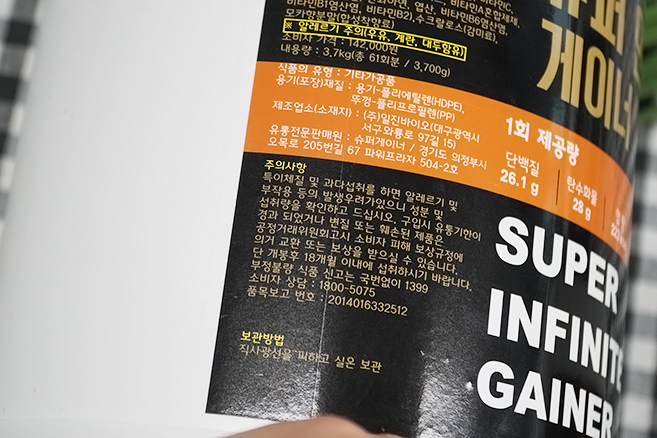 비타민B1염산염, 비타민B2), 수크랄로스(감미료),
모카향분말(합성착향료)
※ 알레르기 주의(우유, 계란, 대두함유)
소비자 가격 : 142,000원
내용량 : 3,7kg(총 61회분 / 3,700g)
식품의 유형 : 기타가공품
용기(포장)재질 : 용기-폴리에틸렌(HDPE),
뚜껑-폴리프로필렌(PP)
제조업소(소재지) : (주)일진바이오(대구광역시
서구와룡로 97길 15)
유통전문판매원 : 슈퍼게이너 / 경기도 의정부시
오목로 205번길 67 파워프라자 504-2호
주의사항
특이체질 및 과다섭취를 하면 알레르기 및
부작용 등의 발생우려가있으니 성분 및
섭취량을 확인하고 드십시오. 구입시 유통기한이
경과 되었거나 변질 또는 훼손된 제품은
공정거래위원회고시 소비자 피해 보상규정에
의거 교환 또는 보상을 받으실 수 있습니다.
단 개봉후 18개월 이내에 섭취하시기 바랍니다.
부정불량 식품 신고는 국번없이 1399
소비자 상담 : 1800-5075
품목보고 번호 : 2014016332512
보관방법
직사광선을 피하고 실온 보관
게이너
1회 제공량
단백질
26.1 g
탄수화물
28 g
SUPER
INFINITE
GAINER